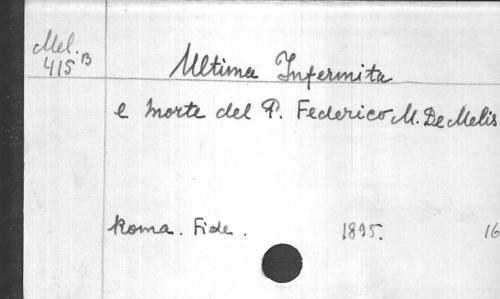 Mel.
415 B
Ultima Infermita
e morte del P. Federico M. De Melis
Roma. Fide. 1895. 16